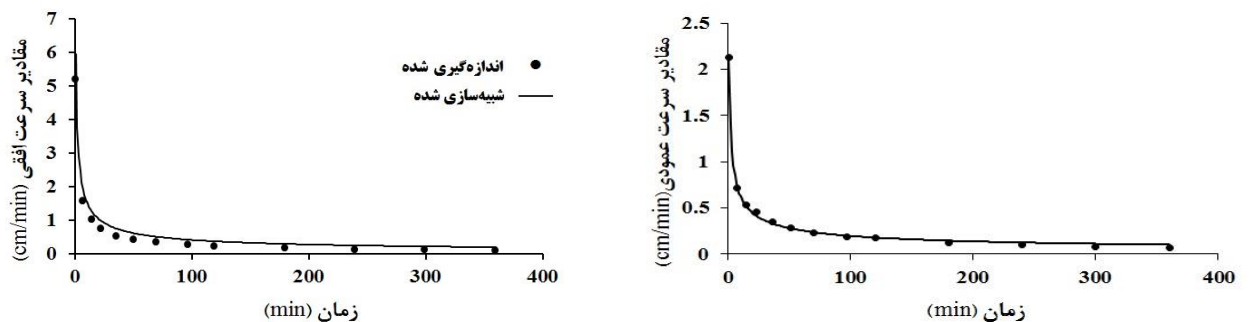 مقادیر سرعت افقی (cm/min)
7
6
5
4
3
2
1
0
0 100 200 300 400
زمان (min)
اندازه‌گیری شده
شبیه‌سازی شده
مقادیر سرعت عمودی(cm/min)
2.5
2
1.5
1
0.5
0
0 100 200 300 400
زمان (min)